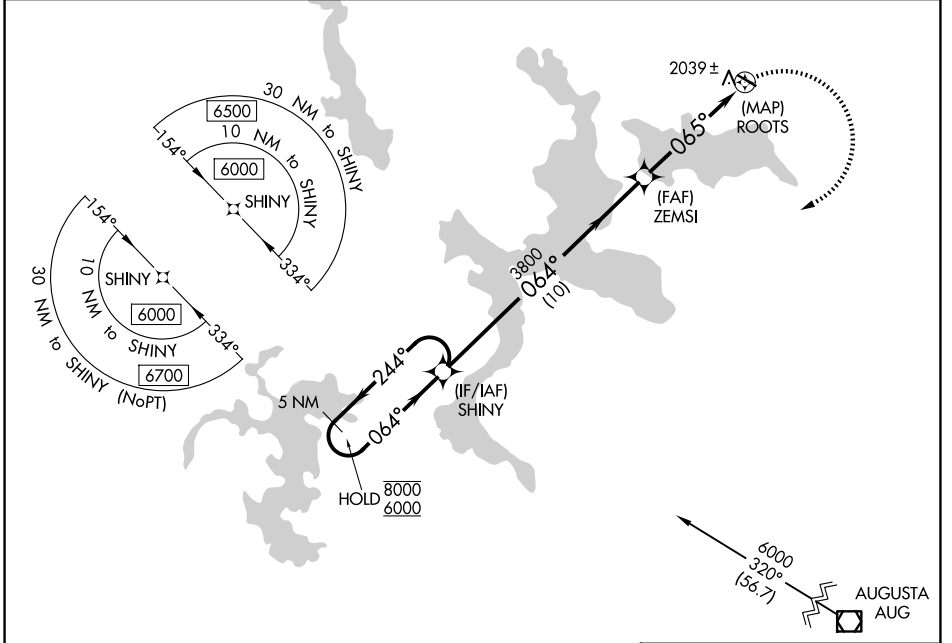 6500
30 NM to SHINY
10 NM to SHINY
6000
154°
SHINY
334°
154°
SHINY
6000
10 NM to SHINY
334°
6700
30 NM to SHINY (NoPT)
2039±
(MAP)
ROOTS
065°
(FAF)
ZEMSI
3800
064°
(10)
244°
(IF/IAF)
SHINY
5 NM
064°
HOLD 8000
6000
6000
320°
(56.7)
AUGUSTA
AUG